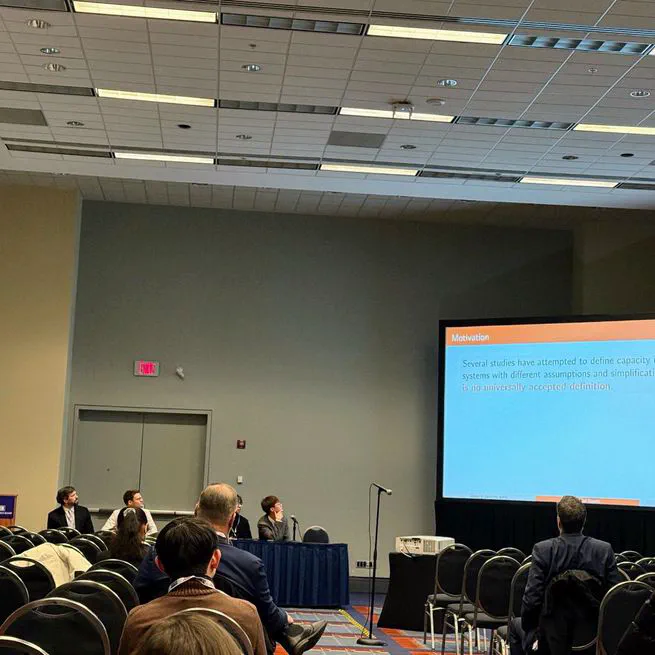 EXIT
Motivation
Several studies have attempted to define capacity
systems with different assumptions and
is no universally accepted definition.